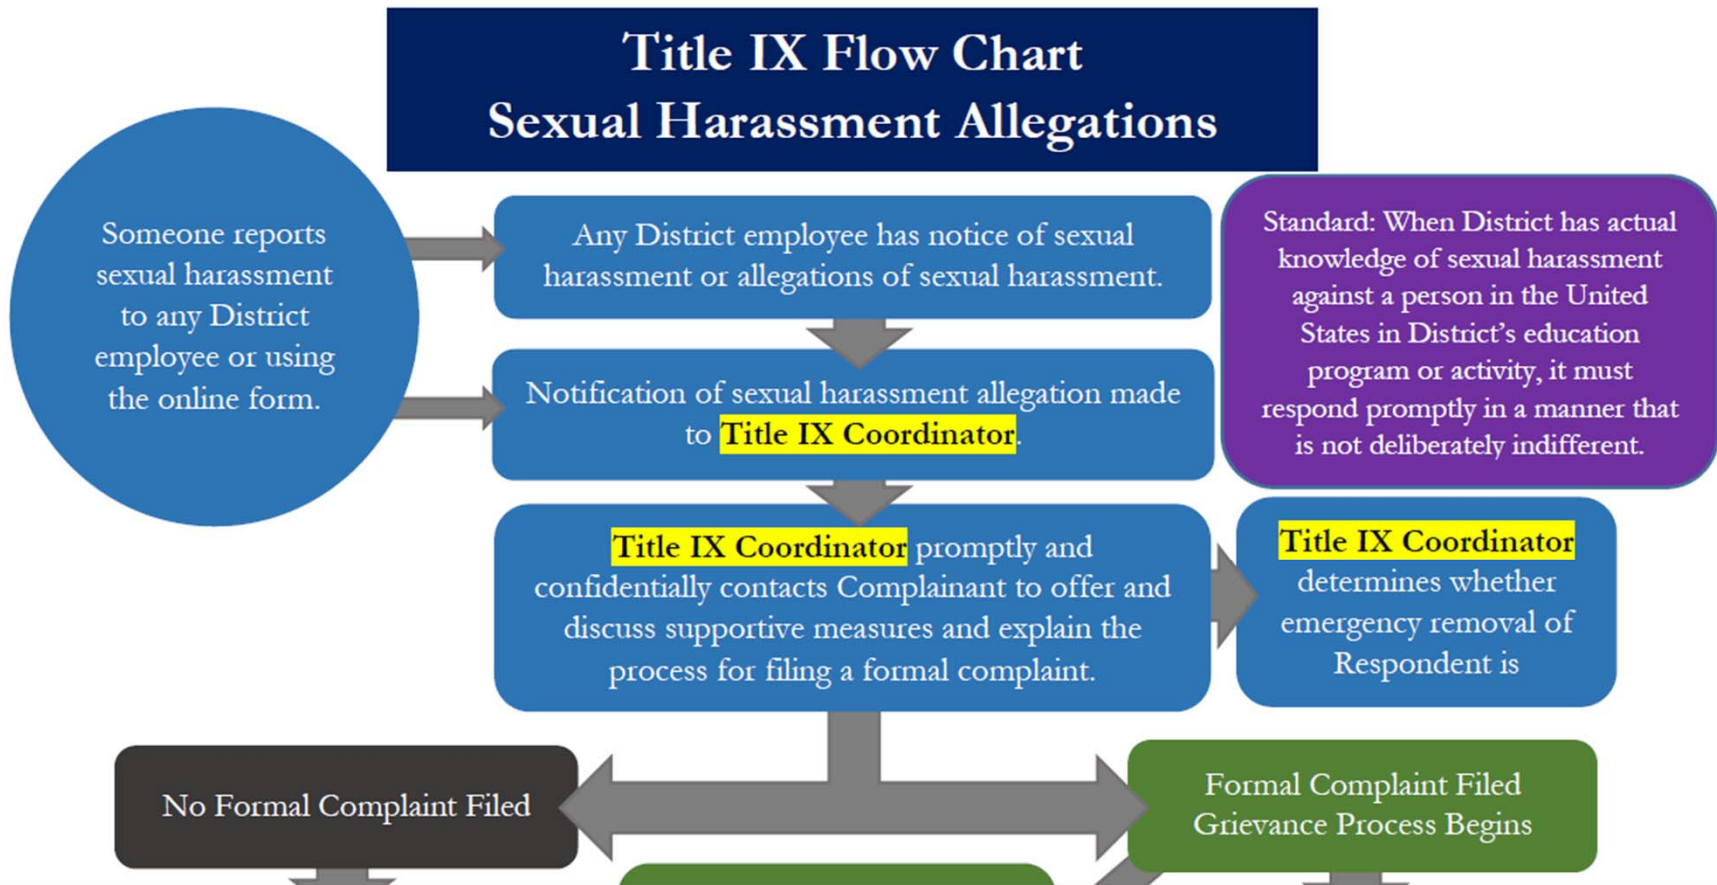 Title IX Flow Chart
Sexual Harassment Allegations
Someone reports
sexual harassment
to any District
employee or using
the online form.
Any District employee has notice of sexual
harassment or allegations of sexual harassment.
Standard: When District has actual
knowledge of sexual harassment
against a person in the United
States in District's education
program or activity, it must
respond promptly in a manner that
is not deliberately indifferent.
Notification of sexual harassment allegation made
to Title IX Coordinator.
Title IX Coordinator promptly and
confidentially contacts Complainant to offer and
discuss supportive measures and explain the
process for filing a formal complaint.
Title IX Coordinator
determines whether
emergency removal of
Respondent is
No Formal Complaint Filed
Formal Complaint Filed
Grievance Process Begins